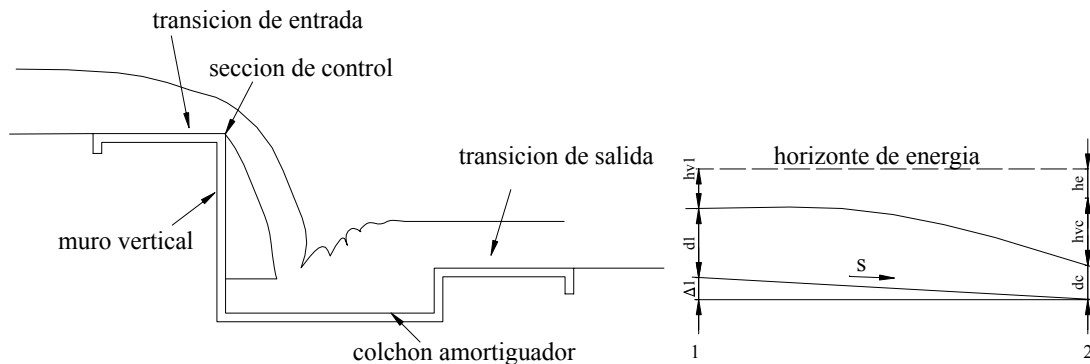 transicion de entrada
seccion de control
transicion de salida
muro vertical
colchon amortiguador
horizonte de energia
hv1
d1
Δ1
S
he
hvc
dc
1
2